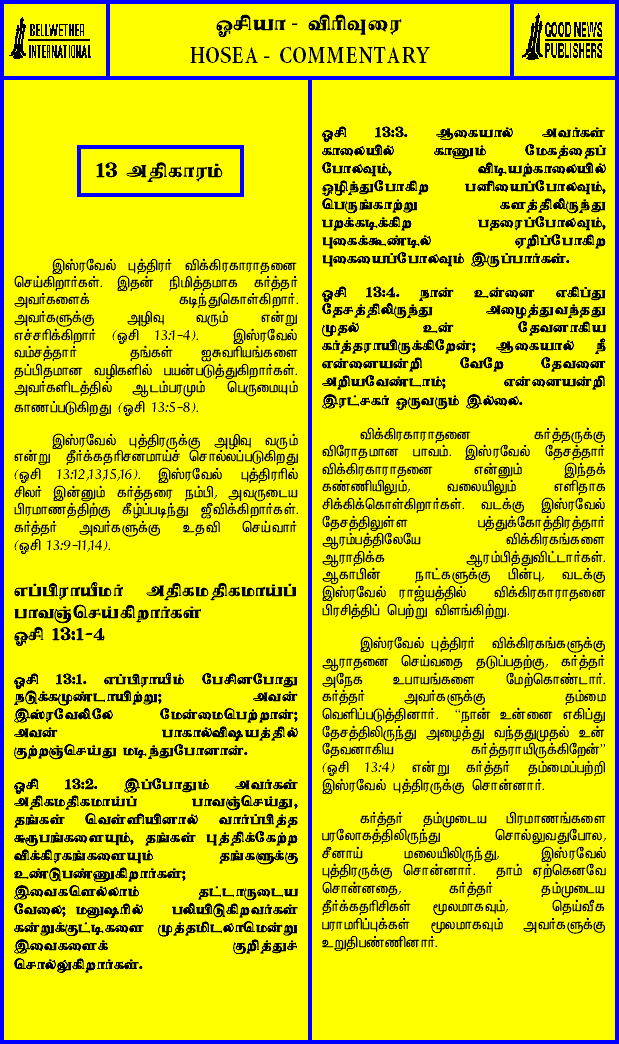 BELLWETHER
INTERNATIONAL
ஓசியா - விரிவுரை
HOSEA - COMMENTARY
GOOD NEWS
PUBLISHERS
13 அதிகாரம்
இஸ்ரவேல் புத்திரர் விக்கிரகாராதனை
செய்கிறார்கள். இதன் நிமித்தமாக கர்த்தர்
அவர்களைக் கடிந்துகொள்கிறார்.
அவர்களுக்கு அழிவு வரும் என்று
எச்சரிக்கிறார் (ஓசி 13:1-4). இஸ்ரவேல்
வம்சத்தார் தங்கள் ஐசுவரியங்களை
தப்பிதமான வழிகளில் பயன்படுத்துகிறார்கள்.
அவர்களிடத்தில் ஆடம்பரமும் பெருமையும்
காணப்படுகிறது (ஓசி 13:5-8).
இஸ்ரவேல் புத்திரருக்கு அழிவு வரும்
என்று தீர்க்கதரிசனமாய்ச் சொல்லப்படுகிறது
(ஓசி 13:12,13,15,16). இஸ்ரவேல் புத்திரரில்
சிலர் இன்னும் கர்த்தரை நம்பி, அவருடைய
பிரமாணத்திற்கு கீழ்ப்படிந்து ஜீவிக்கிறார்கள்.
கர்த்தர் அவர்களுக்கு உதவி செய்வார்
(ஓசி 13:9-11,14).
எப்பிராயீமர் அதிகமதிகமாய்ப்
பாவஞ்செய்கிறார்கள்
ஓசி 13:1-4
ஓசி 13:1. எப்பிராயீம் பேசினபோது
நடுக்கமுண்டாயிற்று; அவன்
இஸ்ரவேலிலே மேன்மைபெற்றான்;
அவன் பாகால்விஷயத்தில்
குற்றஞ்செய்து மடிந்துபோனான்.
ஓசி 13:2. இப்போதும் அவர்கள்
அதிகமதிகமாய்ப் பாவஞ்செய்து,
தங்கள் வெள்ளியினால் வார்ப்பித்த
சுரூபங்களையும், தங்கள் புத்திக்கேற்ற
விக்கிரகங்களையும் தங்களுக்கு
உண்டுபண்ணுகிறார்கள்;
இவைகளெல்லாம் தட்டாருடைய
வேலை; மனுஷரில் பலியிடுகிறவர்கள்
கன்றுக்குட்டிகளை முத்தமிடலாமென்று
இவைகளைக் குறித்துச்
சொல்லுகிறார்கள்.
ஓசி 13:3. ஆகையால் அவர்கள்
காலையில் காணும் மேகத்தைப்
போலவும், விடியற்காலையில்
ஒழிந்துபோகிற பனியைப்போலவும்,
பெருங்காற்று களத்திலிருந்து
பறக்கடிக்கிற பதரைப்போலவும்,
புகைக்கூண்டில் ஏறிப்போகிற
புகையைப்போலவும் இருப்பார்கள்.
ஓசி 13:4. நான் உன்னை எகிப்து
தேசத்திலிருந்து அழைத்துவந்தது
முதல் உன் தேவனாகிய
கர்த்தராயிருக்கிறேன்; ஆகையால் நீ
என்னையன்றி வேறே தேவனை
அறியவேண்டாம்; என்னையன்றி
இரட்சகர் ஒருவரும் இல்லை.
விக்கிரகாராதனை கர்த்தருக்கு
விரோதமான பாவம். இஸ்ரவேல் தேசத்தார்
விக்கிரகாராதனை என்னும் இந்தக்
கண்ணியிலும், வலையிலும் எளிதாக
சிக்கிக்கொள்கிறார்கள். வடக்கு இஸ்ரவேல்
தேசத்திலுள்ள பத்துக்கோத்திரத்தார்
ஆரம்பத்திலேயே விக்கிரகங்களை
ஆராதிக்க ஆரம்பித்துவிட்டார்கள்.
ஆகாபின் நாட்களுக்கு பின்பு, வடக்கு
இஸ்ரவேல் ராஜ்யத்தில் விக்கிரகாராதனை
பிரசித்திப் பெற்று விளங்கிற்று.
இஸ்ரவேல் புத்திரர் விக்கிரகங்களுக்கு
ஆராதனை செய்வதை தடுப்பதற்கு, கர்த்தர்
அநேக உபாயங்களை மேற்கொண்டார்.
கர்த்தர் அவர்களுக்கு தம்மை
வெளிப்படுத்தினார். "நான் உன்னை எகிப்து
தேசத்திலிருந்து அழைத்து வந்ததுமுதல் உன்
தேவனாகிய கர்த்தராயிருக்கிறேன்"
(ஓசி 13:4) என்று கர்த்தர் தம்மைப்பற்றி
இஸ்ரவேல் புத்திரருக்கு சொன்னார்.
கர்த்தர் தம்முடைய பிரமாணங்களை
பரலோகத்திலிருந்து சொல்லுவதுபோல,
சீனாய் மலையிலிருந்து, இஸ்ரவேல்
புத்திரருக்கு சொன்னார். தாம் ஏற்கெனவே
சொன்னதை, கர்த்தர் தம்முடைய
தீர்க்கதரிசிகள் மூலமாகவும், தெய்வீக
பராமரிப்புக்கள் மூலமாகவும் அவர்களுக்கு
உறுதிபண்ணினார்.